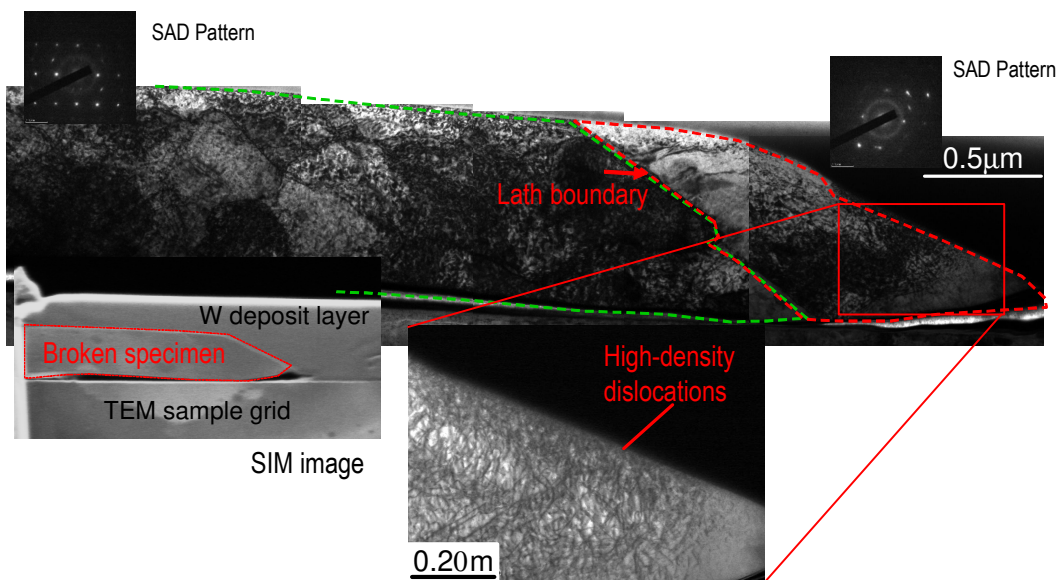 SAD Pattern
SAD Pattern
0.5μm
Lath boundary
W deposit layer
Broken specimen
TEM sample grid
SIM image
High-density
dislocations
0.20m